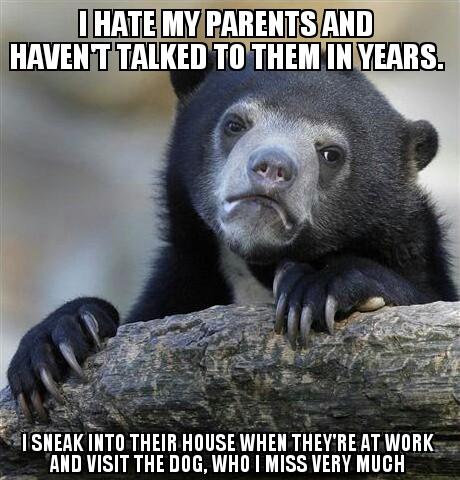 I HATE MY PARENTS AND
HAVEN'T TALKED TO THEM IN YEARS.
I SNEAK INTO THEIR HOUSE WHEN THEY'RE AT WORK
AND VISIT THE DOG, WHO I MISS VERY MUCH